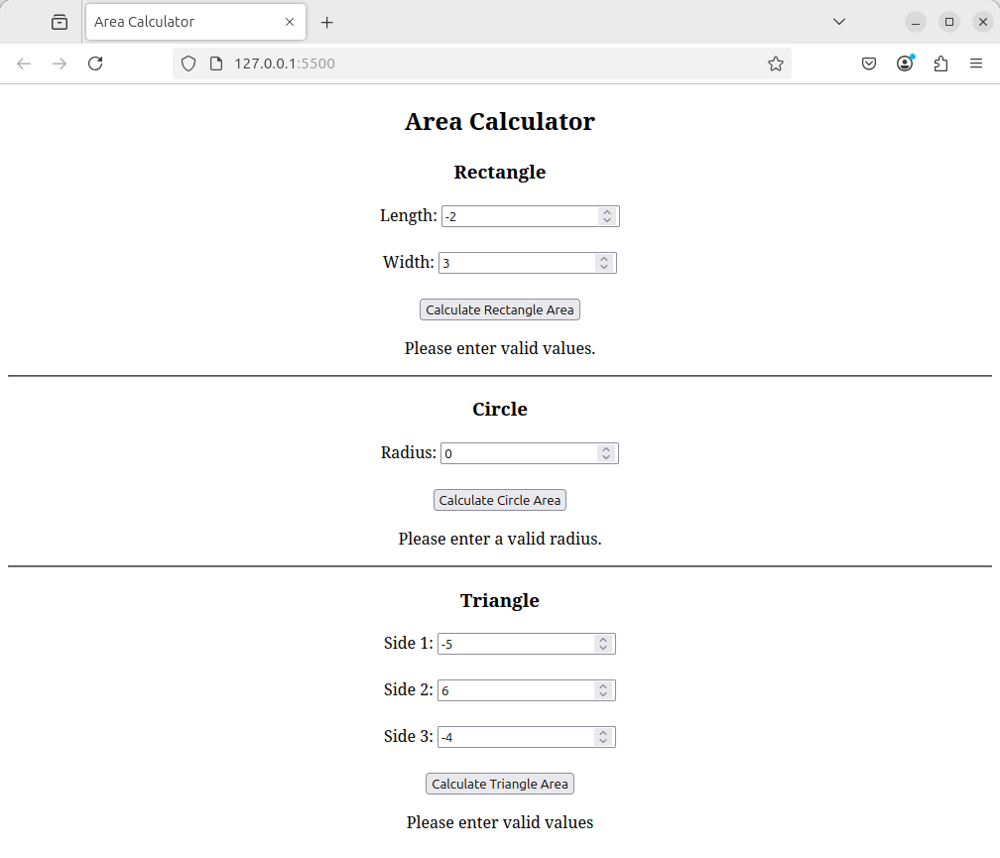 Area Calculator
127.0.0.1:5500
Area Calculator
Rectangle
Length: -2
Width: 3
Calculate Rectangle Area
Please enter valid values.
Circle
Radius: 0
Calculate Circle Area
Please enter a valid radius.
Triangle
Side 1: -5
Side 2: 6
Side 3: -4
Calculate Triangle Area
Please enter valid values